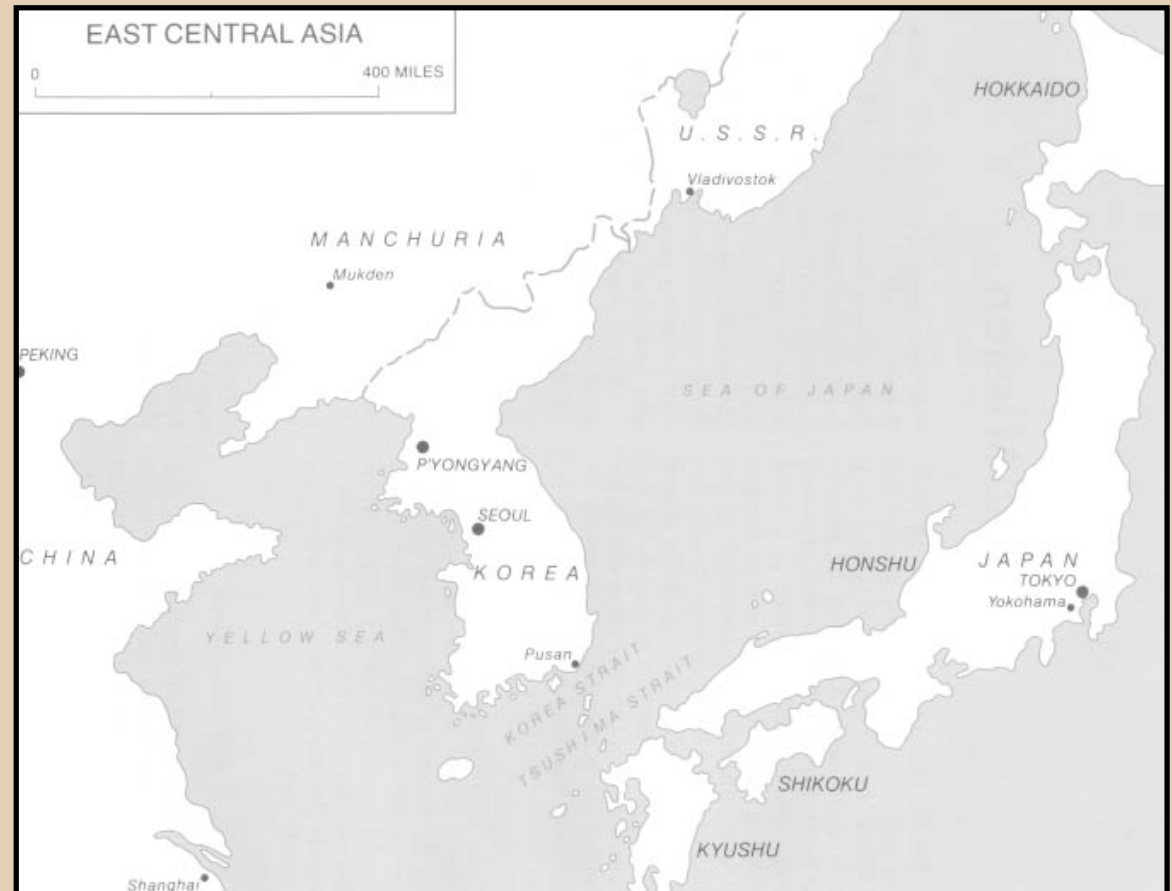 EAST CENTRAL ASIA
0
400 MILES
HOKKAIDO
U.S.S.R.
Vladivostok
MANCHURIA
Mukden
PEKING
SEA OF JAPAN
P'YONGYANG
SEOUL
CHINA
KOREA
HONSHU
JAPAN
TOKYO
Yokohama
YELLOW SEA
Pusan
KOREA STRAIT
TSUSHIMA STRAIT
SHIKOKU
KYUSHU
Shanghai